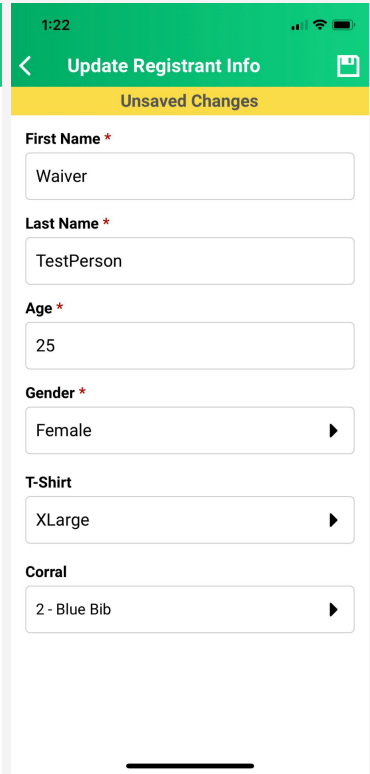 1:22
Update Registrant Info
Unsaved Changes
First Name *
Waiver
Last Name *
TestPerson
Age *
25
Gender *
Female
T-Shirt
XLarge
Corral
2 - Blue Bib